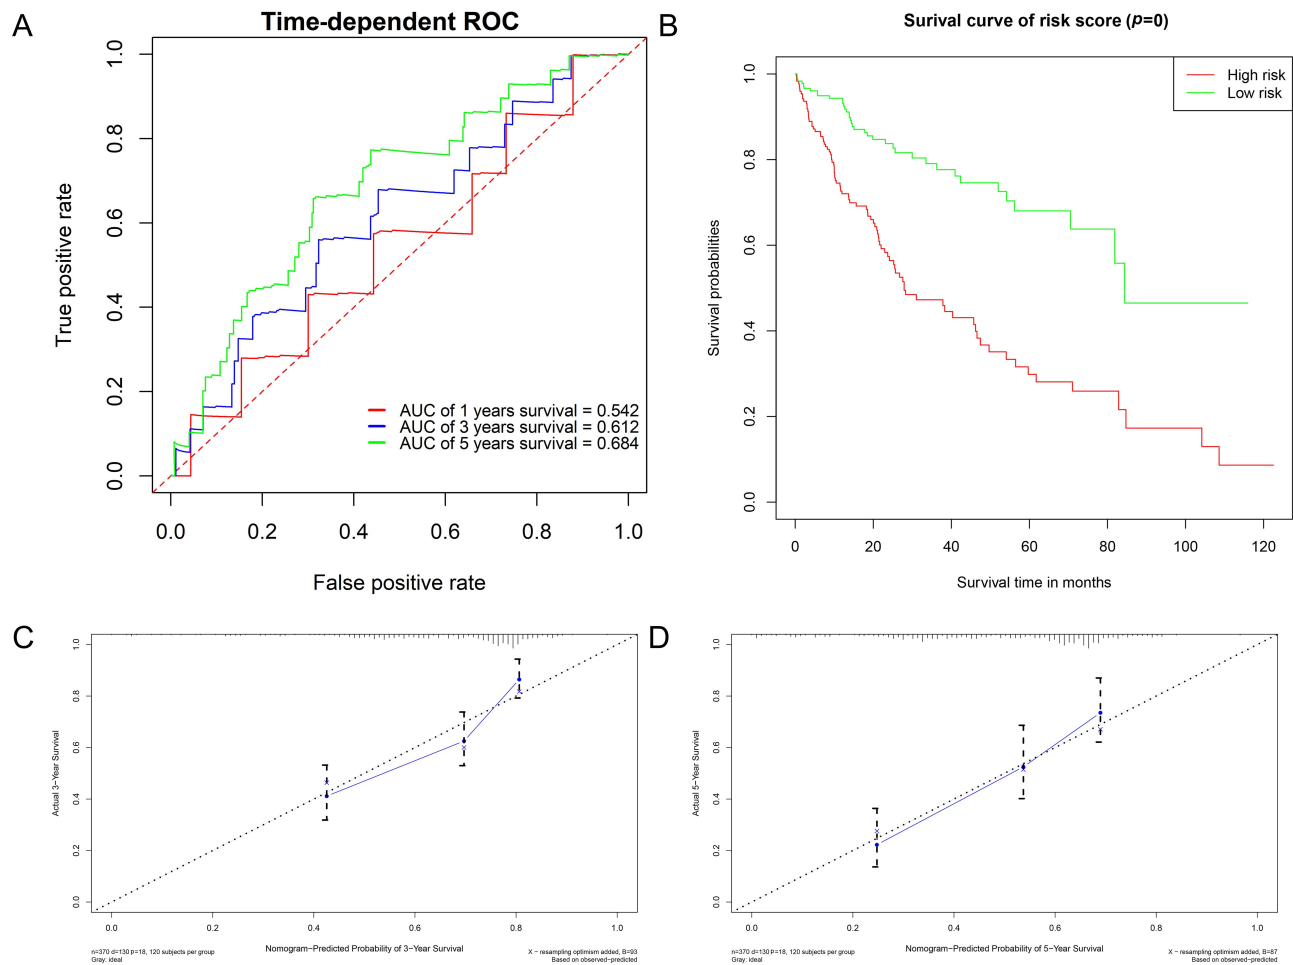 A
Time-dependent ROC
True positive rate
0.0
0.2
0.4
0.6
0.8
1.0
AUC of 1 years survival = 0.542
AUC of 3 years survival = 0.612
AUC of 5 years survival = 0.684
0.0 0.2 0.4 0.6 0.8 1.0
False positive rate
B
Surival curve of risk score (p=0)
High risk
Low risk
Survival probabilities
0.0
0.2
0.4
0.6
0.8
1.0
0 20 40 60 80 100 120
Survival time in months
C
Actual 3−Year Survival
0.0
0.2
0.4
0.6
0.8
1.0
0.0 0.2 0.4 0.6 0.8 1.0
Nomogram−Predicted Probability of 3−Year Survival
n=370 d=130 p=18, 120 subjects per group
Gray: ideal
X − resampling optimism added, B=93
Based on observed−predicted
D
Actual 5−Year Survival
0.0
0.2
0.4
0.6
0.8
1.0
0.0 0.2 0.4 0.6 0.8 1.0
Nomogram−Predicted Probability of 5−Year Survival
n=370 d=130 p=18, 120 subjects per group
Gray: ideal
X − resampling optimism added, B=87
Based on observed−predicted